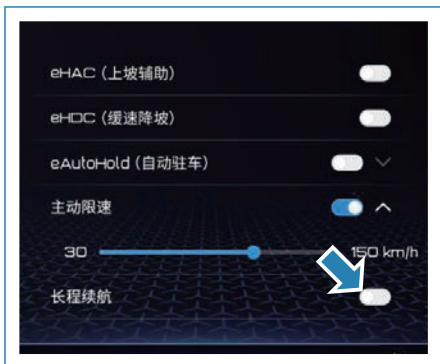 eHAC (上坡辅助)
eHDC (缓速降坡)
eAutoHold (自动驻车)
主动限速
30 150 km/h
长程续航